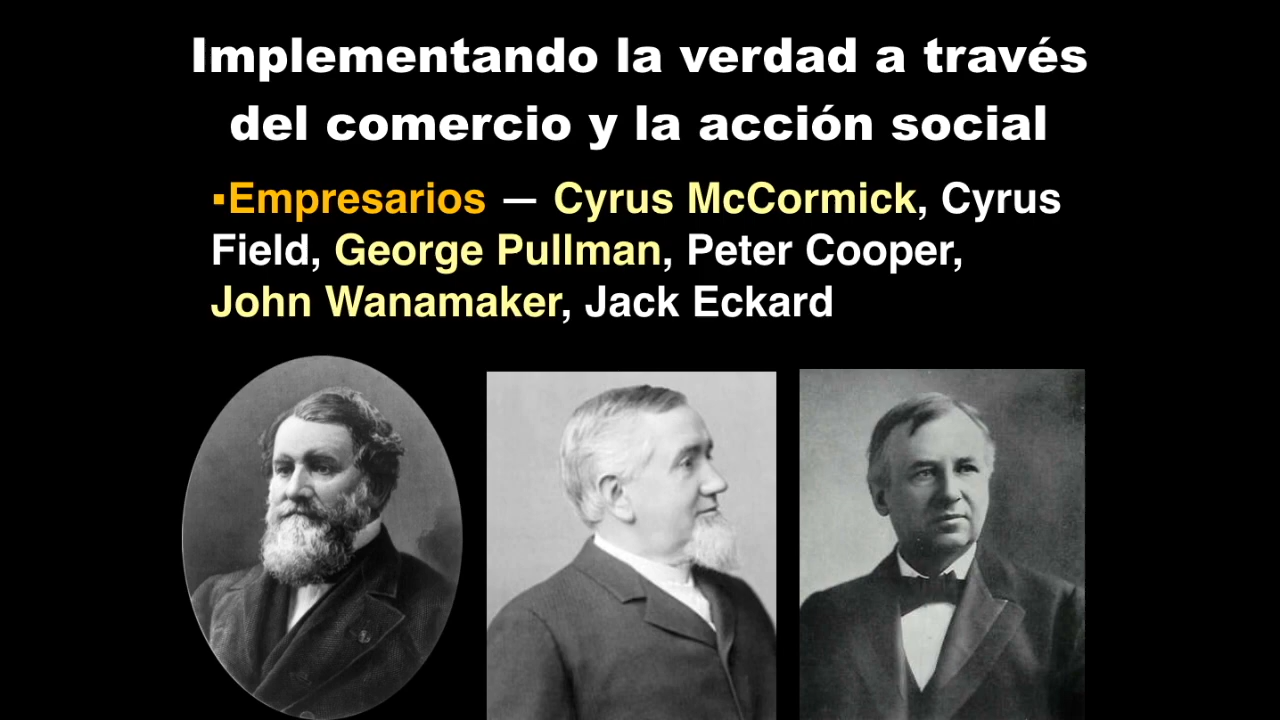 Implementando la verdad a través
del comercio y la acción social
▪Empresarios — Cyrus McCormick, Cyrus
Field, George Pullman, Peter Cooper,
John Wanamaker, Jack Eckard